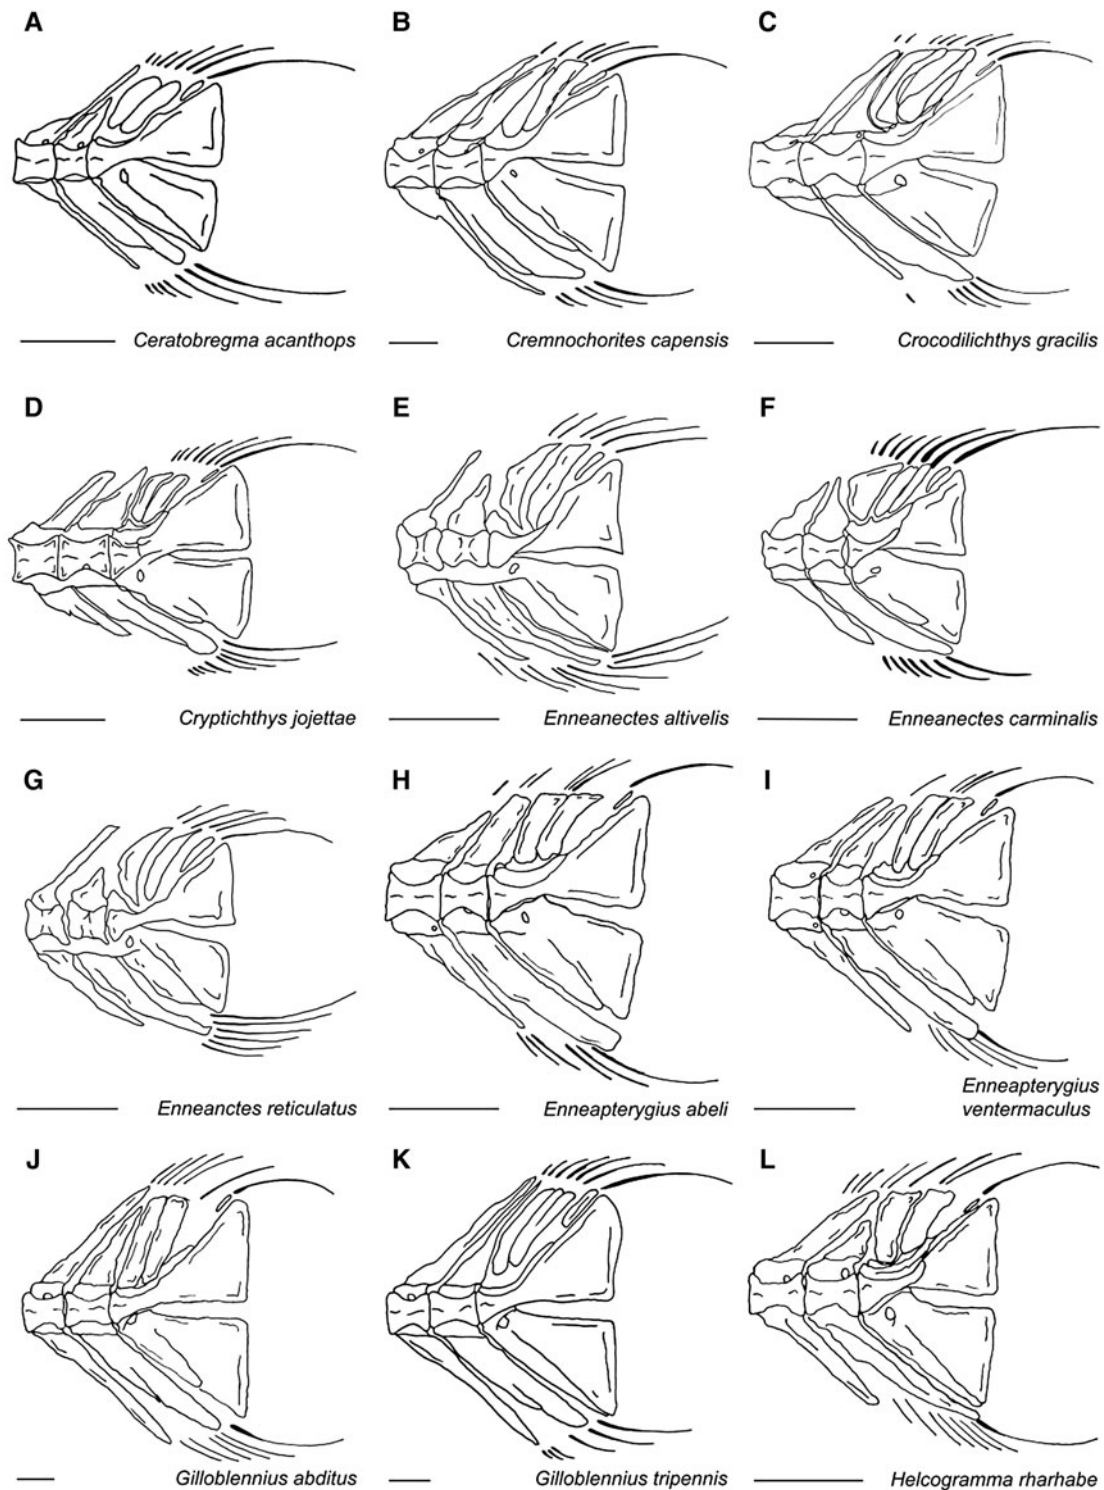 A
B
C
Ceratobregma acanthops
Cremnochorites capensis
Crocodilichthys gracilis
D
E
F
Cryptichthys jojettae
Enneanectes altivelis
Enneanectes carminalis
G
H
I
Enneanctes reticulatus
Enneapterygius abeli
Enneapterygius
ventermaculus
J
K
L
Gilloblennius abditus
Gilloblennius tripennis
Helcogramma rharhabe